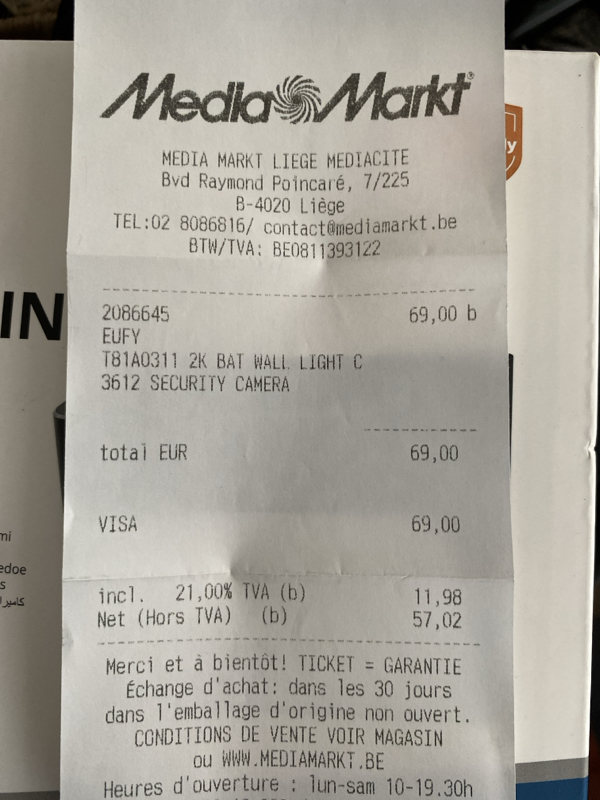 Media Markt®
MEDIA MARKT LIEGE MEDIACITE
Bvd Raymond Poincaré, 7/225
B-4020 Liège
TEL:02 8086816/ contact@mediamarkt.be
BTW/TVA: BE0811393122
2086645 69,00 b
EUFY
T81A0311 2K BAT WALL LIGHT C
3612 SECURITY CAMERA
total EUR 69,00
VISA 69,00
incl. 21,00% TVA (b) 11,98
Net (Hors TVA) (b) 57,02
Merci et à bientôt! TICKET = GARANTIE
Échange d'achat: dans les 30 jours
dans l'emballage d'origine non ouvert.
CONDITIONS DE VENTE VOIR MAGASIN
ou WWW.MEDIAMARKT.BE
Heures d'ouverture : lun-sam 10-19.30h
IN
mi
edoe
s